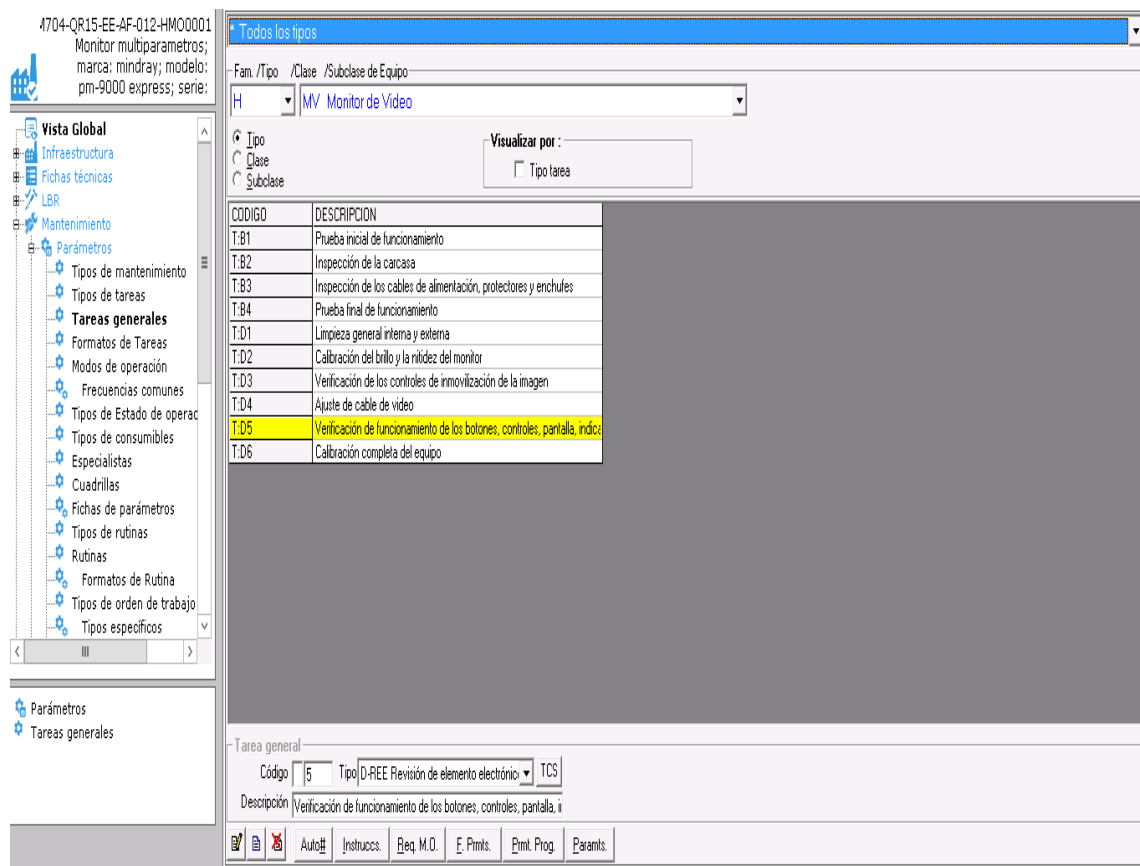 M704-QR15-EE-AF-012-HMO0001
Monitor multiparametros;
marca: mindray; modelo:
pm-9000 express; serie:
Vista Global
Infraestructura
Fichas técnicas
LBR
Mantenimiento
Parámetros
Tipos de mantenimiento
Tipos de tareas
Tareas generales
Formatos de Tareas
Modos de operación
Frecuencias comunes
Tipos de Estado de operac
Tipos de consumibles
Especialistas
Cuadrillas
Fichas de parámetros
Tipos de rutinas
Rutinas
Formatos de Rutina
Tipos de orden de trabajo
Tipos específicos
Parámetros
Tareas generales
* Todos los tipos
Fam. /Tipo /Clase /Subclase de Equipo
H MV Monitor de Video
Tipo
Clase
Subclase
Visualizar por :
Tipo tarea
CODIGO DESCRIPCION
T:B1 Prueba inicial de funcionamiento
T:B2 Inspección de la carcasa
T:B3 Inspección de los cables de alimentación, protectores y enchufes
T:B4 Prueba final de funcionamiento
T:D1 Limpieza general interna y externa
T:D2 Calibración del brillo y la nitidez del monitor
T:D3 Verificación de los controles de inmovilización de la imagen
T:D4 Ajuste de cable de video
T:D5 Verificación de funcionamiento de los botones, controles, pantalla, indica
T:D6 Calibración completa del equipo
Tarea general
Código 5 Tipo D-REE Revisión de elemento electrónic TCS
Descripción Verificación de funcionamiento de los botones, controles, pantalla, i
Auto# Instruccs. Req. M.O. F. Prmts. Prmt. Prog. Paramts.